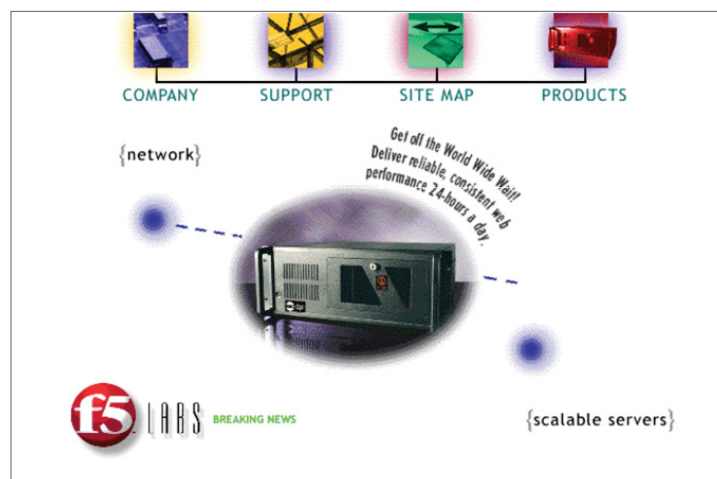 COMPANY
SUPPORT
SITE MAP
PRODUCTS
{network}
Get off the World Wide Wait!
Deliver reliable, consistent web
performance 24-hours a day.
f5 LABS
BREAKING NEWS
{scalable servers}